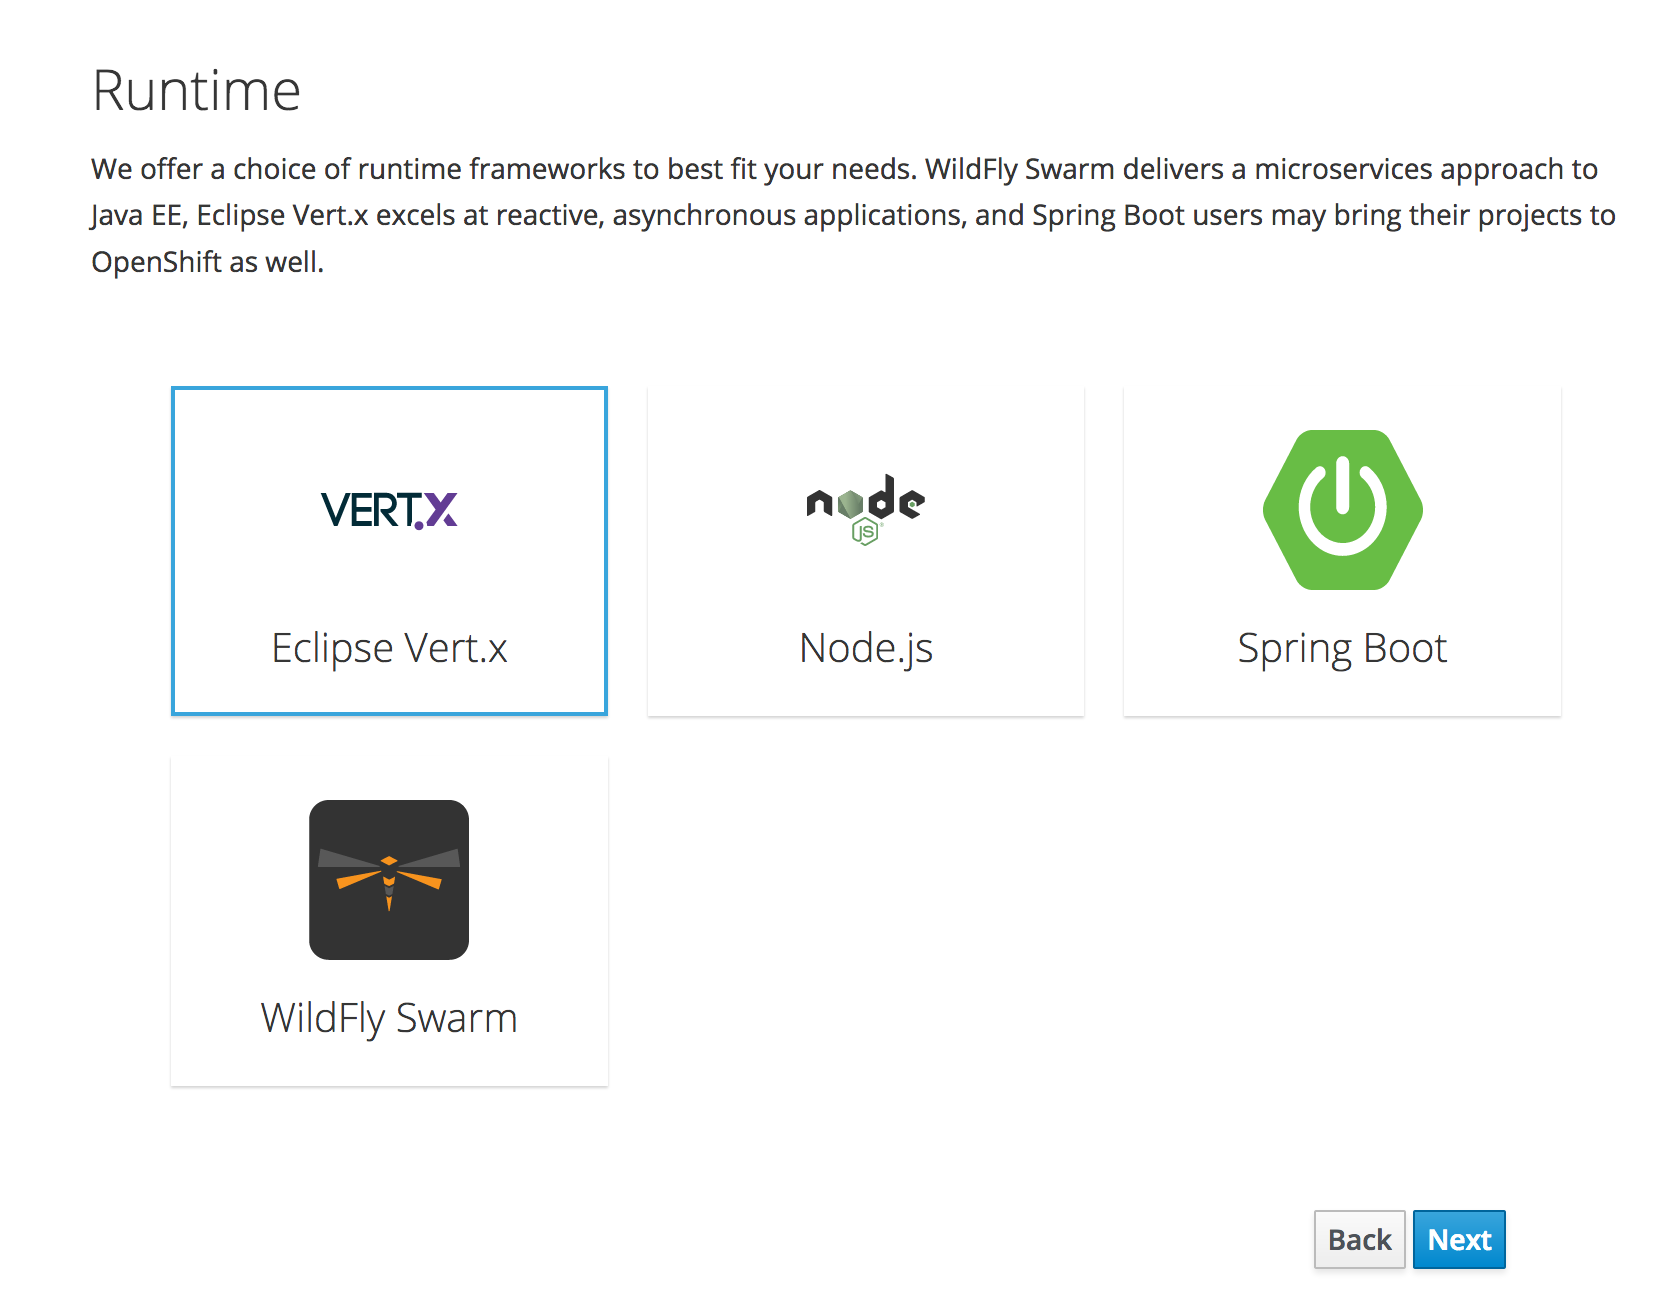 Runtime
We offer a choice of runtime frameworks to best fit your needs. WildFly Swarm delivers a microservices approach to
Java EE, Eclipse Vert.x excels at reactive, asynchronous applications, and Spring Boot users may bring their projects to
OpenShift as well.
VERT.X
node
JS
Eclipse Vert.x
Node.js
Spring Boot
WildFly Swarm
Back
Next